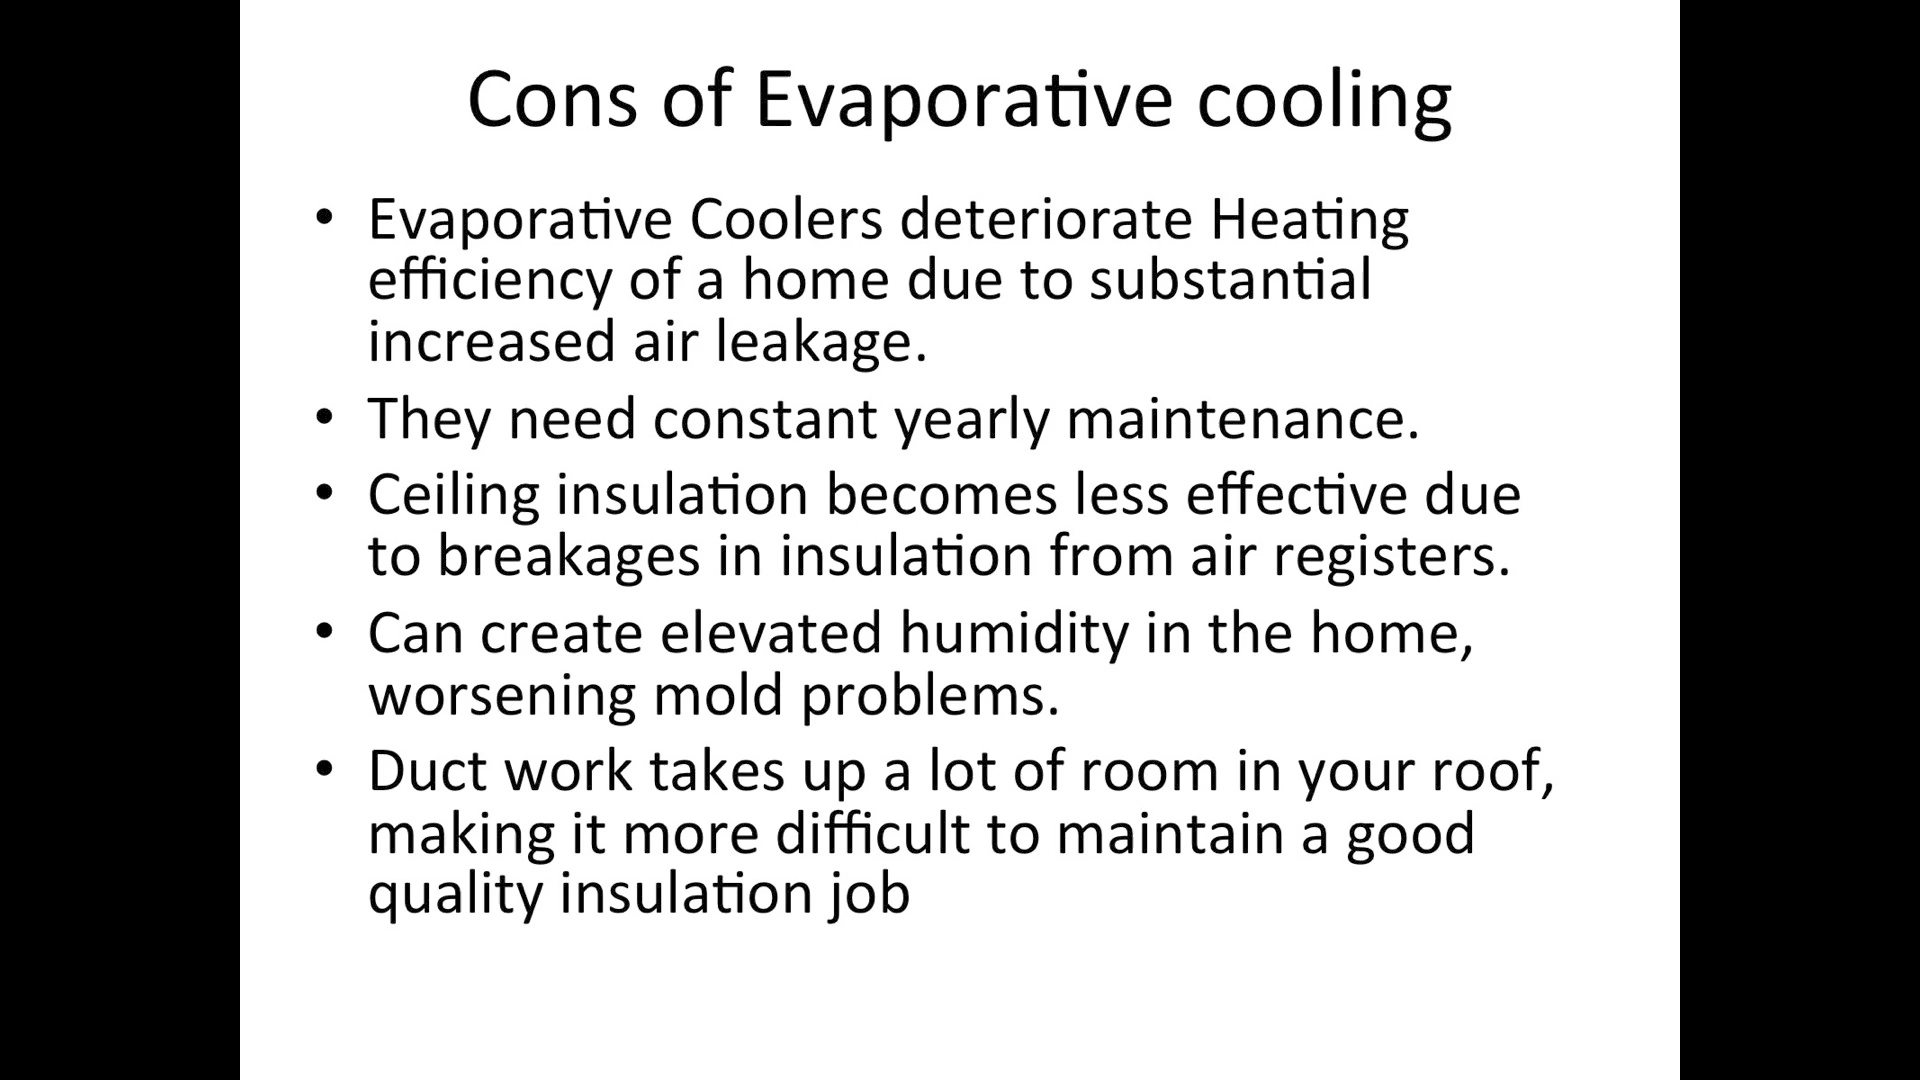 Cons of Evaporative cooling
• Evaporative Coolers deteriorate Heating
efficiency of a home due to substantial
increased air leakage.
• They need constant yearly maintenance.
• Ceiling insulation becomes less effective due
to breakages in insulation from air registers.
• Can create elevated humidity in the home,
worsening mold problems.
• Duct work takes up a lot of room in your roof,
making it more difficult to maintain a good
quality insulation job